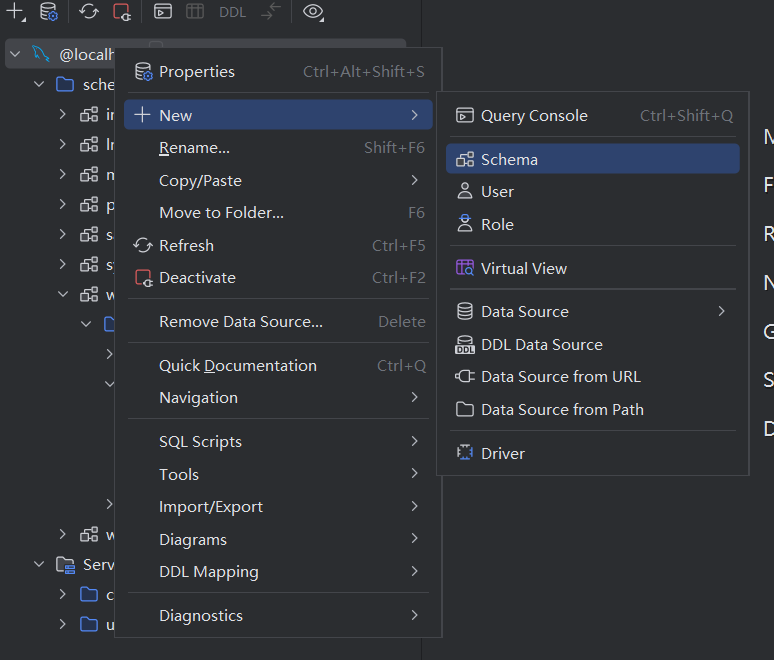 DDL
@localh
Properties Ctrl+Alt+Shift+S
New
Rename... Shift+F6
Copy/Paste
Move to Folder... F6
Refresh Ctrl+F5
Deactivate Ctrl+F2
Remove Data Source... Delete
Quick Documentation Ctrl+Q
Navigation
SQL Scripts
Tools
Import/Export
Diagrams
DDL Mapping
Diagnostics
Query Console Ctrl+Shift+Q
Schema
User
Role
Virtual View
Data Source
DDL Data Source
Data Source from URL
Data Source from Path
Driver
sche
Serv